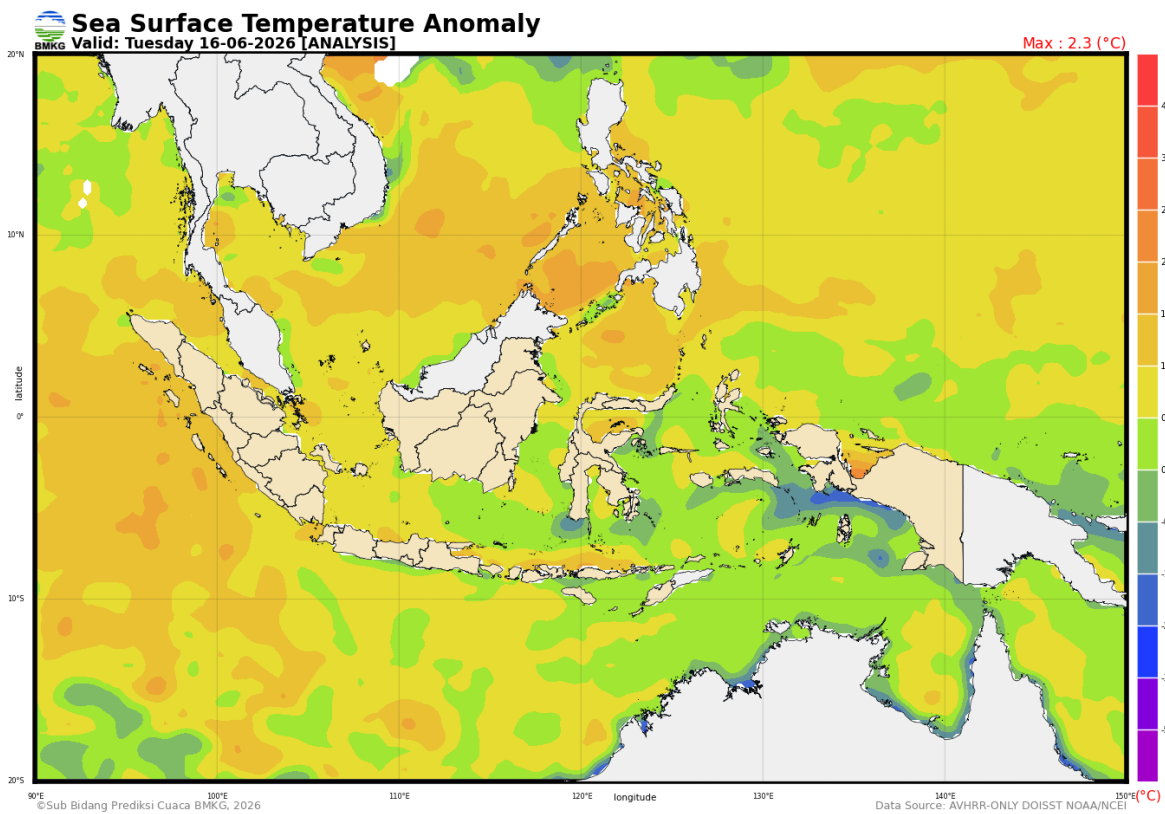 BMKG
Sea Surface Temperature Anomaly
Valid: Tuesday 16-06-2026 [ANALYSIS]
Max : 2.3 (°C)
20°N
10°N
latitude
0°
10°S
20°S
90°E
100°E
110°E
120°E
longitude
130°E
140°E
150°E
(°C)
©Sub Bidang Prediksi Cuaca BMKG, 2026
Data Source: AVHRR-ONLY DOISST NOAA/NCEI